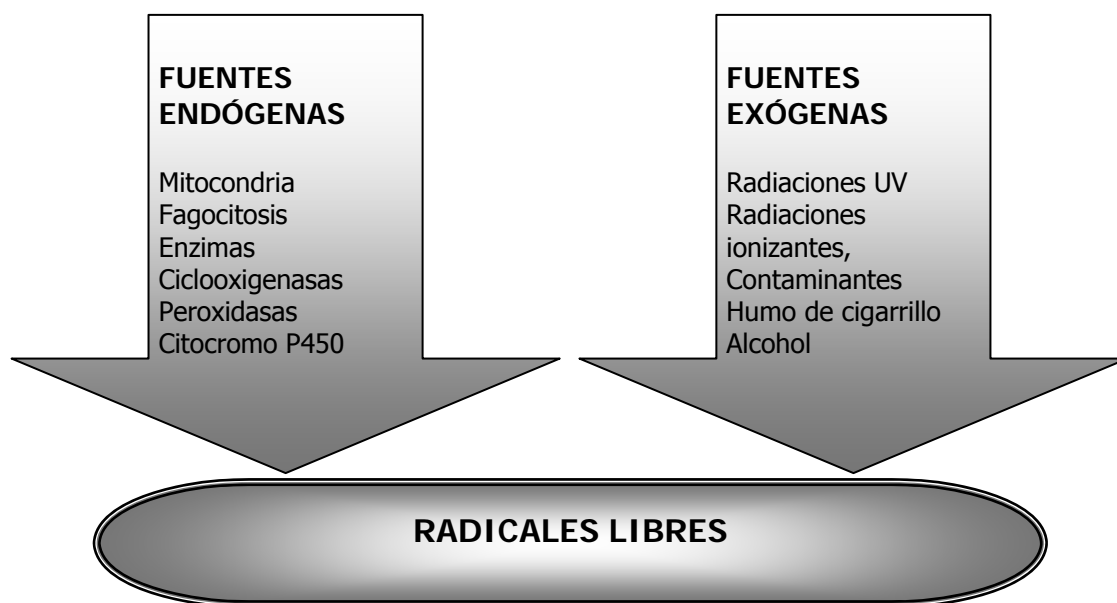 FUENTES
ENDÓGENAS
Mitocondria
Fagocitosis
Enzimas
Ciclooxigenasas
Peroxidasas
Citocromo P450
FUENTES
EXÓGENAS
Radiaciones UV
Radiaciones
ionizantes,
Contaminantes
Humo de cigarrillo
Alcohol
RADICALES LIBRES